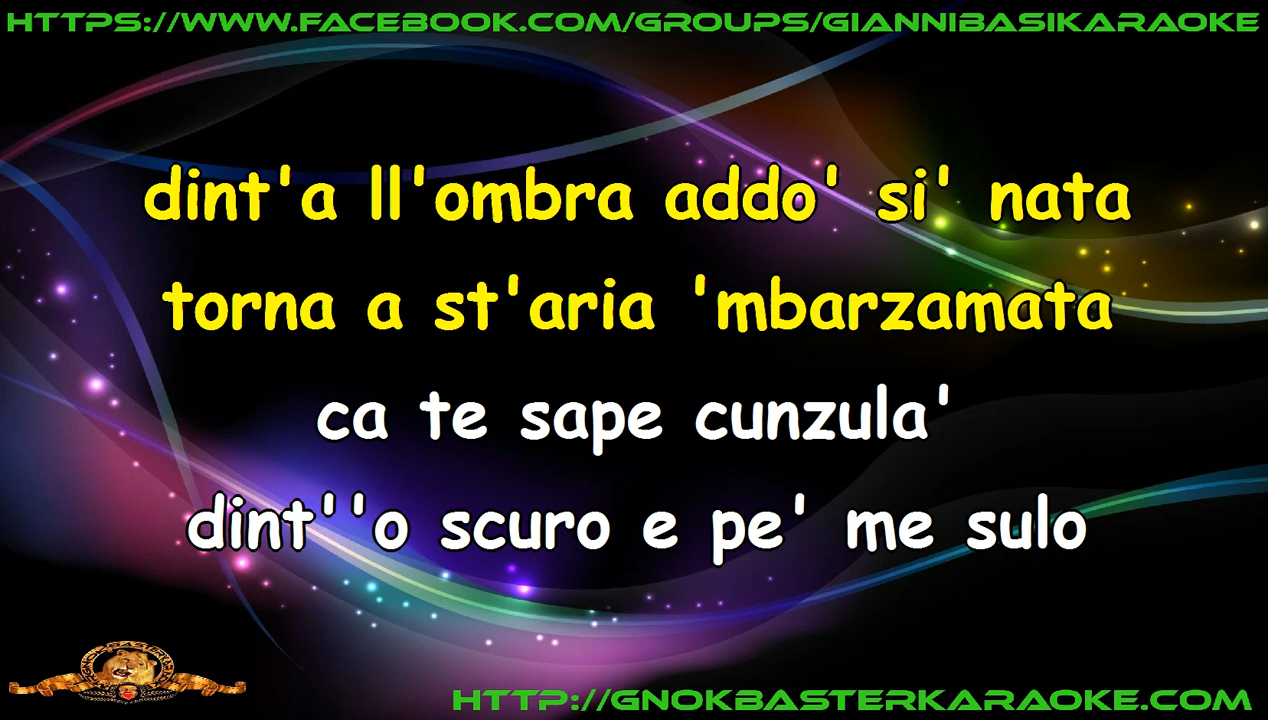 HTTPS://WWW.FACEBOOK.COM/GROUPS/GIANNIBASIKARAOKE
dint'a ll'ombra addo' si' nata
torna a st'aria 'mbarzamata
ca te sape cunzula'
dint''o scuro e pe' me sulo
HTTP://GNOKBASTERKARAOKE.COM